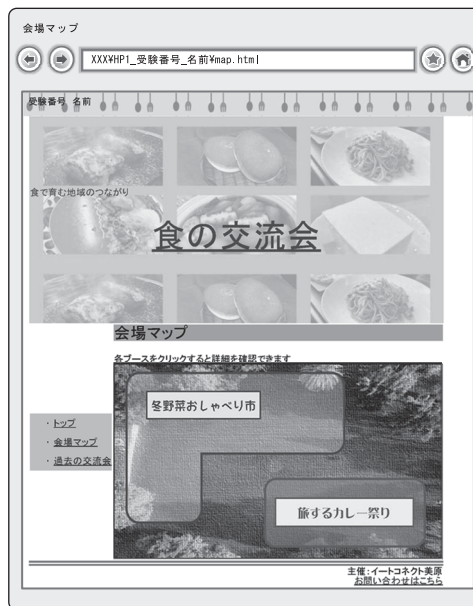 会場マップ
XXX¥HP1_受験番号_名前¥map.html
受験番号 名前
食で育む地域のつながり
食の交流会
会場マップ
各ブースをクリックすると詳細を確認できます
冬野菜おしゃべり市
・トップ
・会場マップ
・過去の交流会
旅するカレー祭り
主催：イートコネクト美原
お問い合わせはこちら